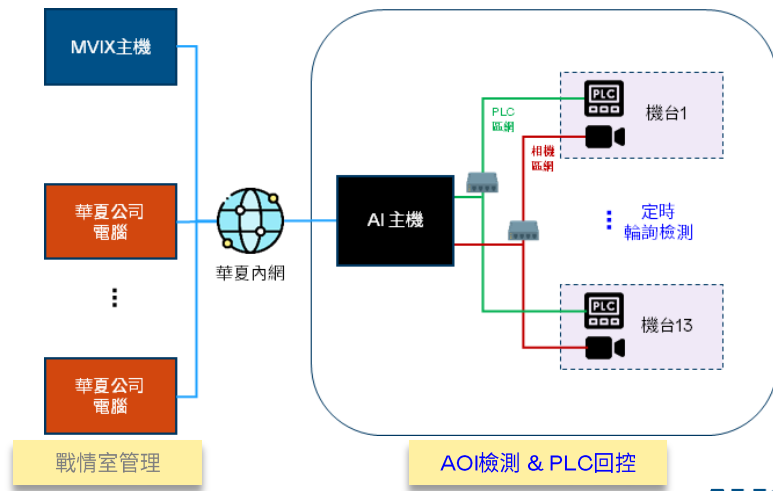 MVIX主機
華夏公司
電腦
⋮
華夏公司
電腦
戰情室管理
華夏內網
AI 主機
PLC
區網
相機
區網
PLC
機台1
⋮
定時
輪詢檢測
PLC
機台13
AOI檢測 & PLC回控